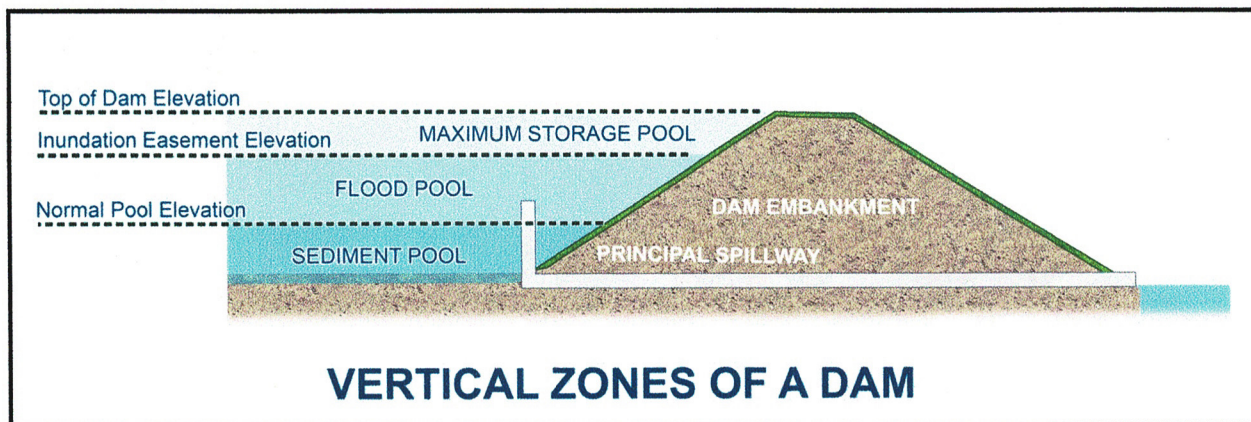 Top of Dam Elevation
MAXIMUM STORAGE POOL
Inundation Easement Elevation
FLOOD POOL
Normal Pool Elevation
DAM EMBANKMENT
SEDIMENT POOL
PRINCIPAL SPILLWAY
VERTICAL ZONES OF A DAM